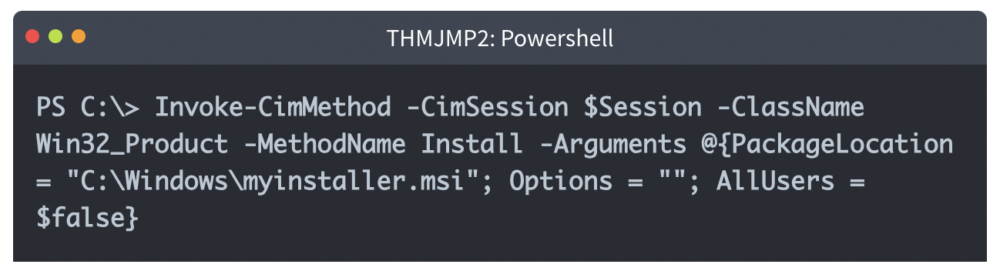 THMJMP2: Powershell
PS C:\> Invoke-CimMethod -CimSession $Session -ClassName
Win32_Product -MethodName Install -Arguments @{PackageLocation
= "C:\Windows\myinstaller.msi"; Options = ""; AllUsers =
$false}